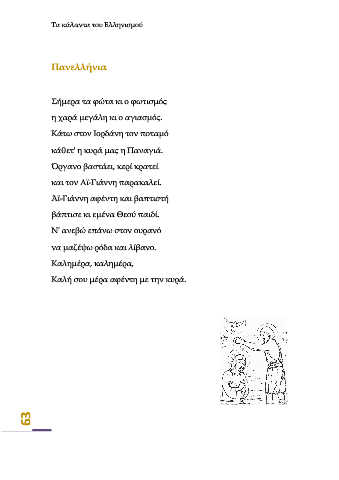 Τα κάλαντα του Ελληνισμού
Πανελλήνια
Σήμερα τα φώτα κι ο φωτισμός
η χαρά μεγάλη κι ο αγιασμός.
Κάτω στον Ιορδάνη τον ποταμό
κάθετ' η κυρά μας η Παναγιά.
Όργανο βαστάει, κερί κρατεί
και τον Αϊ-Γιάννη παρακαλεί.
Άϊ-Γιάννη αφέντη και βαπτιστή
βάπτισε κι εμένα Θεού παιδί.
Ν' ανεβώ επάνω στον ουρανό
να μαζέψω ρόδα και λίβανο.
Καλημέρα, καλημέρα,
Καλή σου μέρα αφέντη με την κυρά.
63